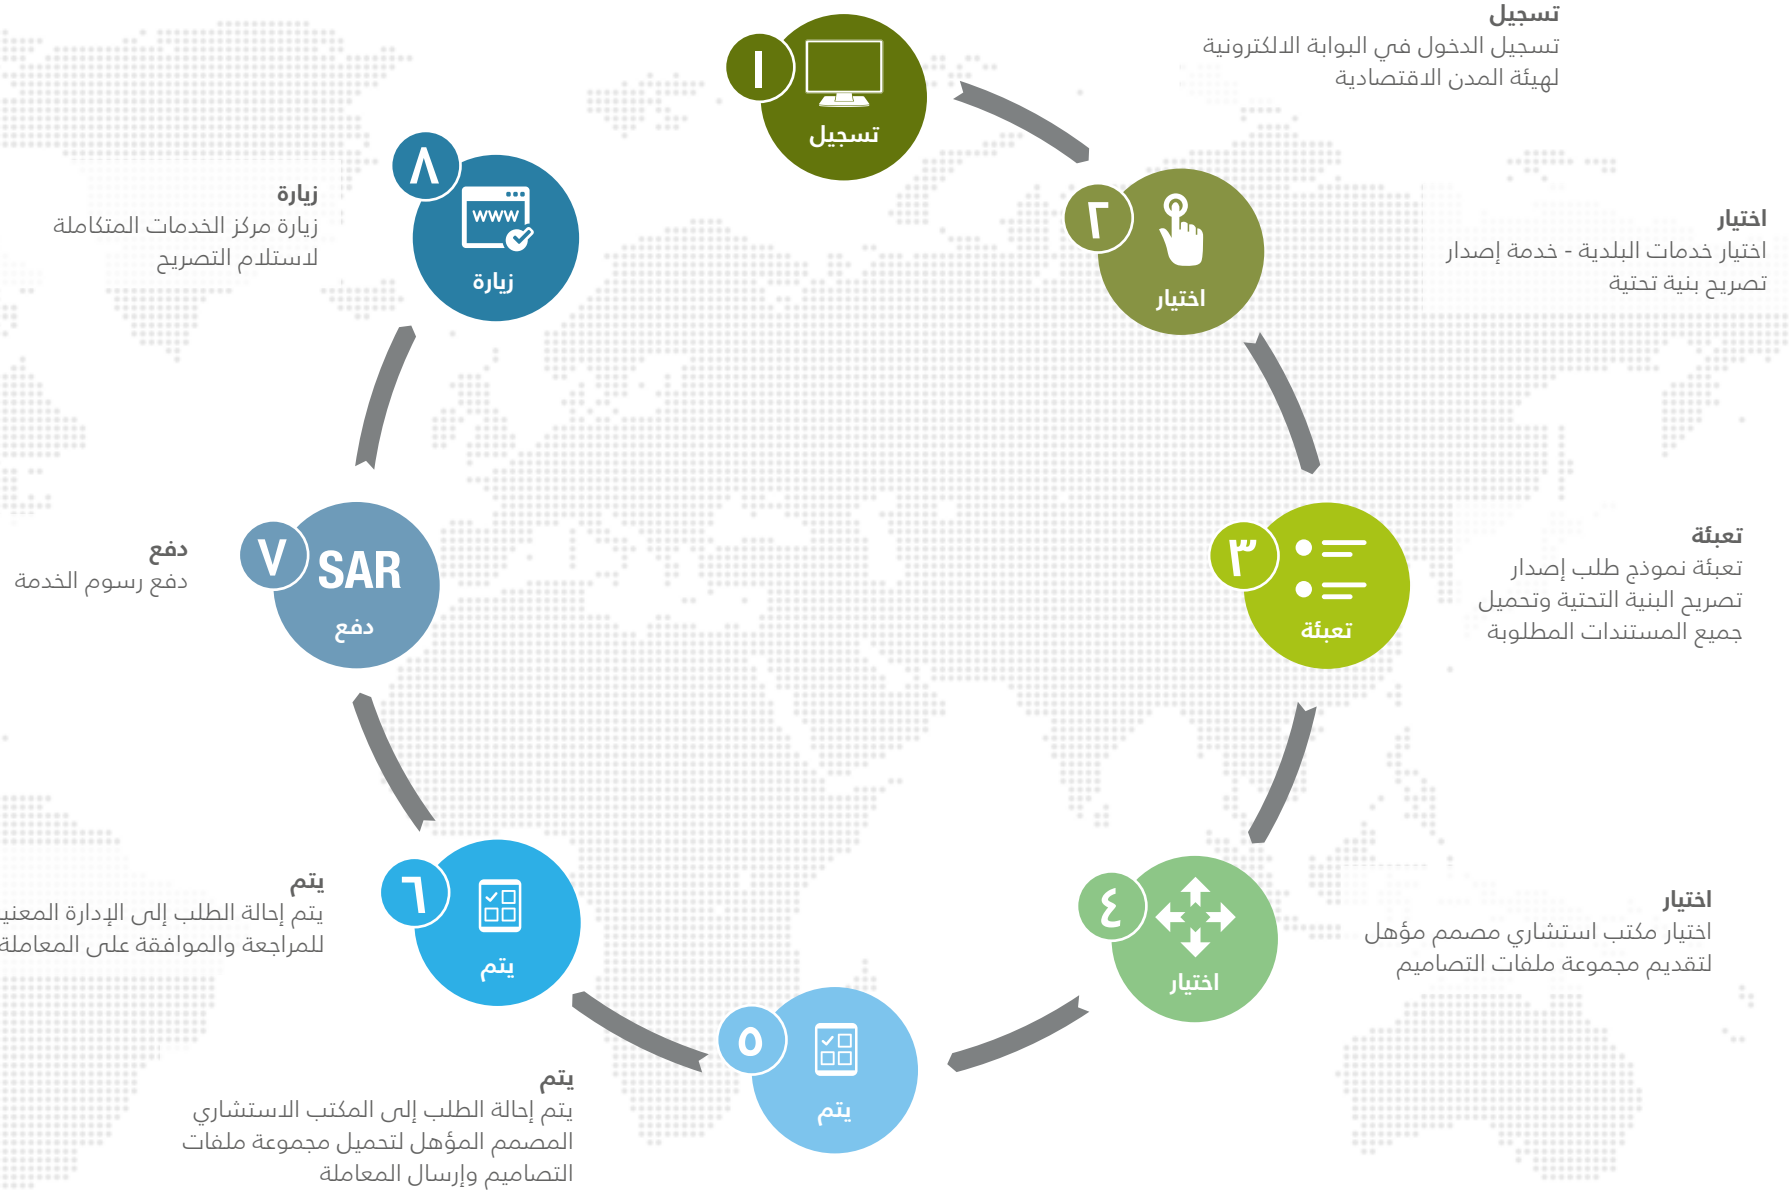 تسجيل
تسجيل الدخول في البوابة الالكترونية
لهيئة المدن الاقتصادية
١
تسجيل
اختيار
اختيار خدمات البلدية - خدمة إصدار
تصريح بنية تحتية
٢
اختيار
تعبئة
تعبئة نموذج طلب إصدار
تصريح البنية التحتية وتحميل
جميع المستندات المطلوبة
٣
تعبئة
اختيار
اختيار مكتب استشاري مصمم مؤهل
لتقديم مجموعة ملفات التصاميم
٤
اختيار
يتم
يتم إحالة الطلب إلى المكتب الاستشاري
المصمم المؤهل لتحميل مجموعة ملفات
التصاميم وإرسال المعاملة
٥
يتم
يتم
يتم إحالة الطلب إلى الإدارة
للمراجعة والموافقة على المعاملة
٦
يتم
دفع
دفع رسوم الخدمة
٧
SAR
دفع
زيارة
زيارة مركز الخدمات المتكاملة
لاستلام التصريح
٨
www
زيارة